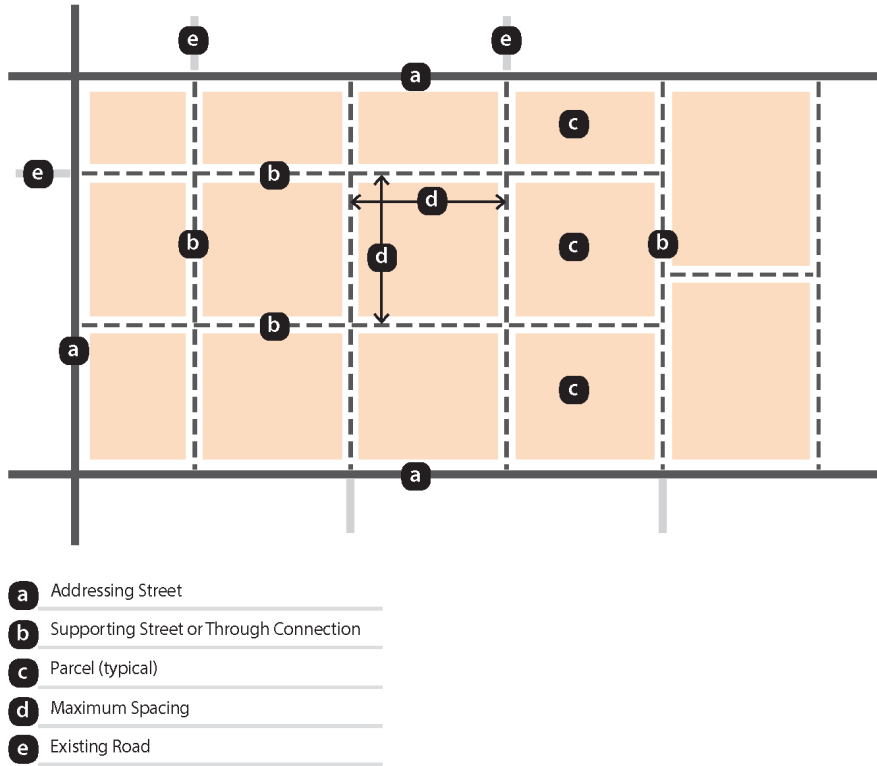 e e
a
c
e b
d
b c b
d
b
a
c
a
a Addressing Street
b Supporting Street or Through Connection
c Parcel (typical)
d Maximum Spacing
e Existing Road